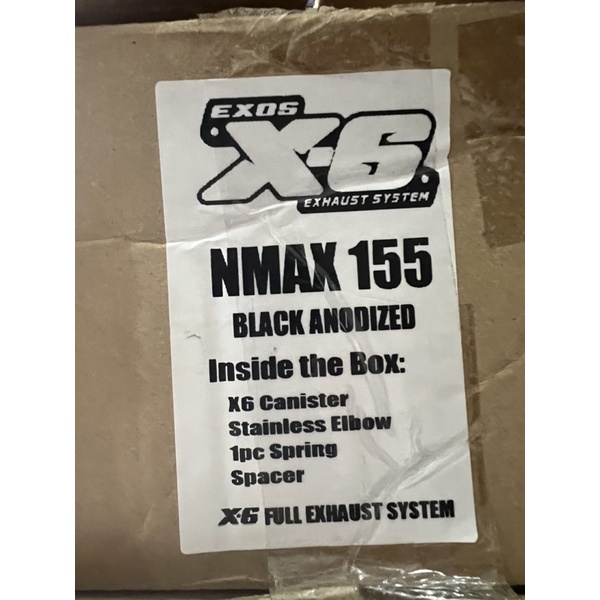 EXOS
X-6
EXHAUST SYSTEM
NMAX 155
BLACK ANODIZED
Inside the Box:
X6 Canister
Stainless Elbow
1pc Spring
Spacer
X-6 FULL EXHAUST SYSTEM